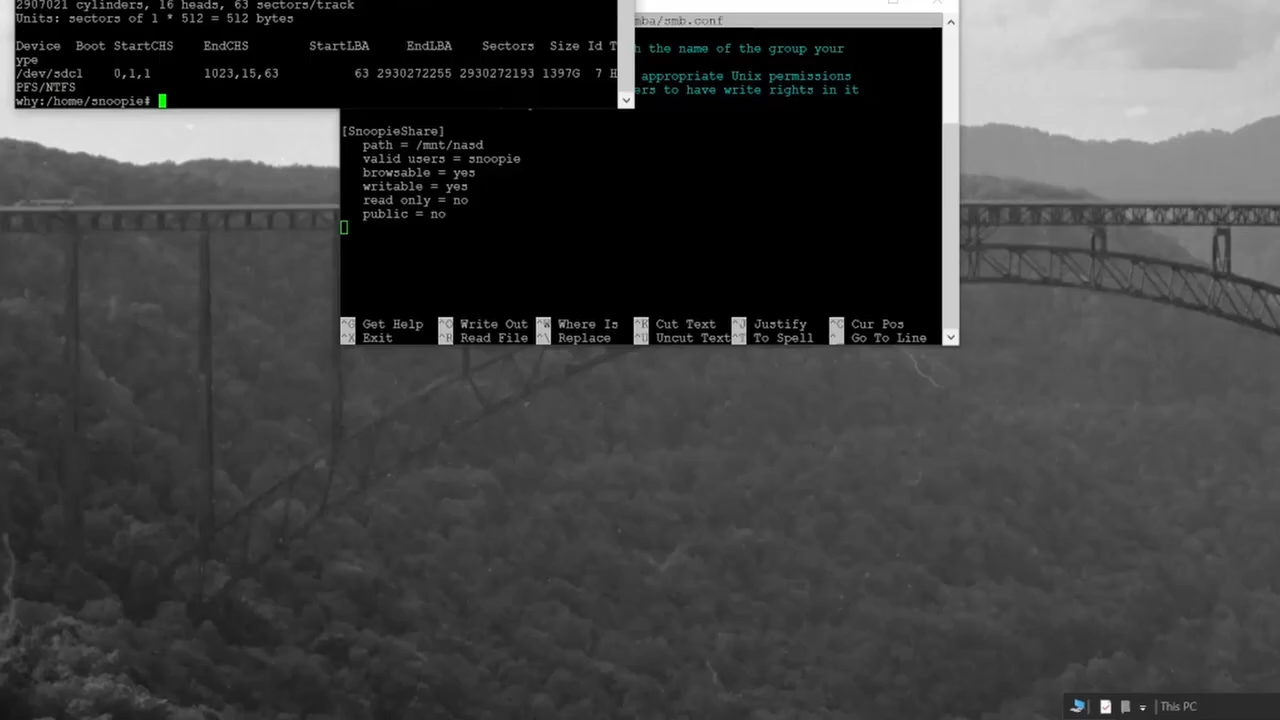 2907021 cylinders, 16 heads, 63 sectors/track
Units: sectors of 1 * 512 = 512 bytes
Device  Boot StartCHS    EndCHS        StartLBA     EndLBA    Sectors  Size Id T
ype
/dev/sdc1    0,1,1       1023,15,63          63 2930272255 2930272193 1397G  7 H
PFS/NTFS
why:/home/snoopie#
mba/smb.conf
h the name of the group your
appropriate Unix permissions
ers to have write rights in it
[SnoopieShare]
path = /mnt/nasd
valid users = snoopie
browsable = yes
writable = yes
read only = no
public = no
^G Get Help ^O Write Out ^W Where Is ^K Cut Text ^J Justify ^C Cur Pos
^X Exit ^R Read File ^\ Replace ^U Uncut Text ^T To Spell ^_ Go To Line
This PC